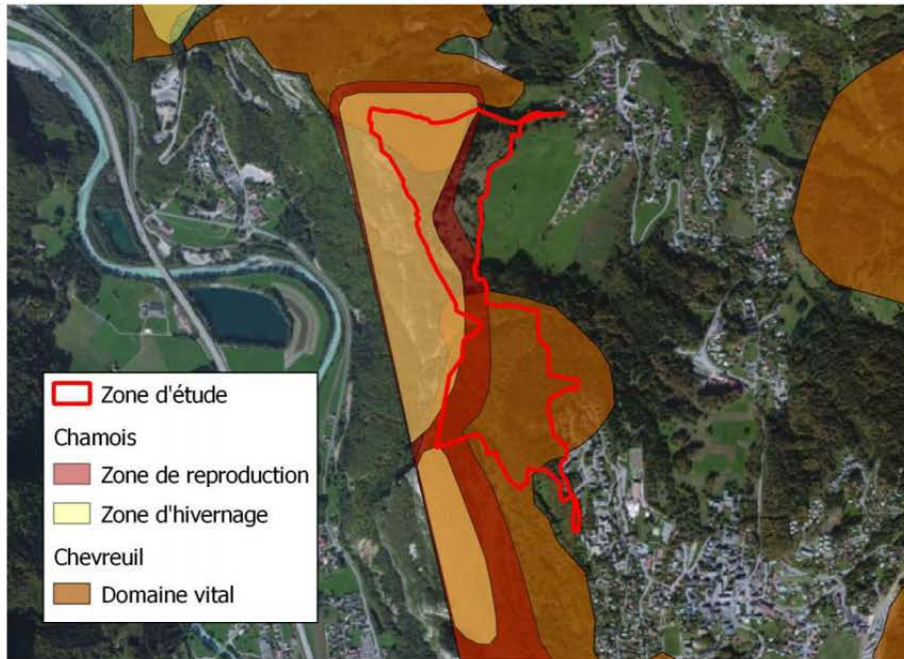 Zone d'étude
Chamois
Zone de reproduction
Zone d'hivernage
Chevreuil
Domaine vital